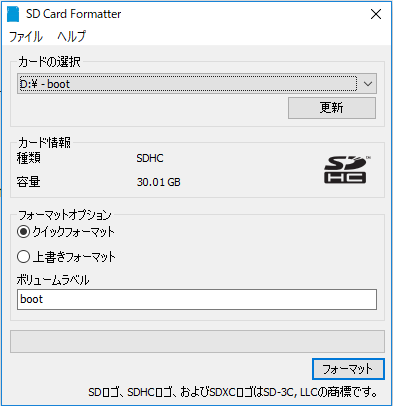 SD Card Formatter
ファイル ヘルプ
カードの選択
D:¥ - boot
更新
カード情報
種類 SDHC
容量 30.01 GB
SD
HC
フォーマットオプション
クイックフォーマット
上書きフォーマット
ボリュームラベル
boot
フォーマット
SDロゴ、SDHCロゴ、およびSDXCロゴはSD-3C, LLCの商標です。